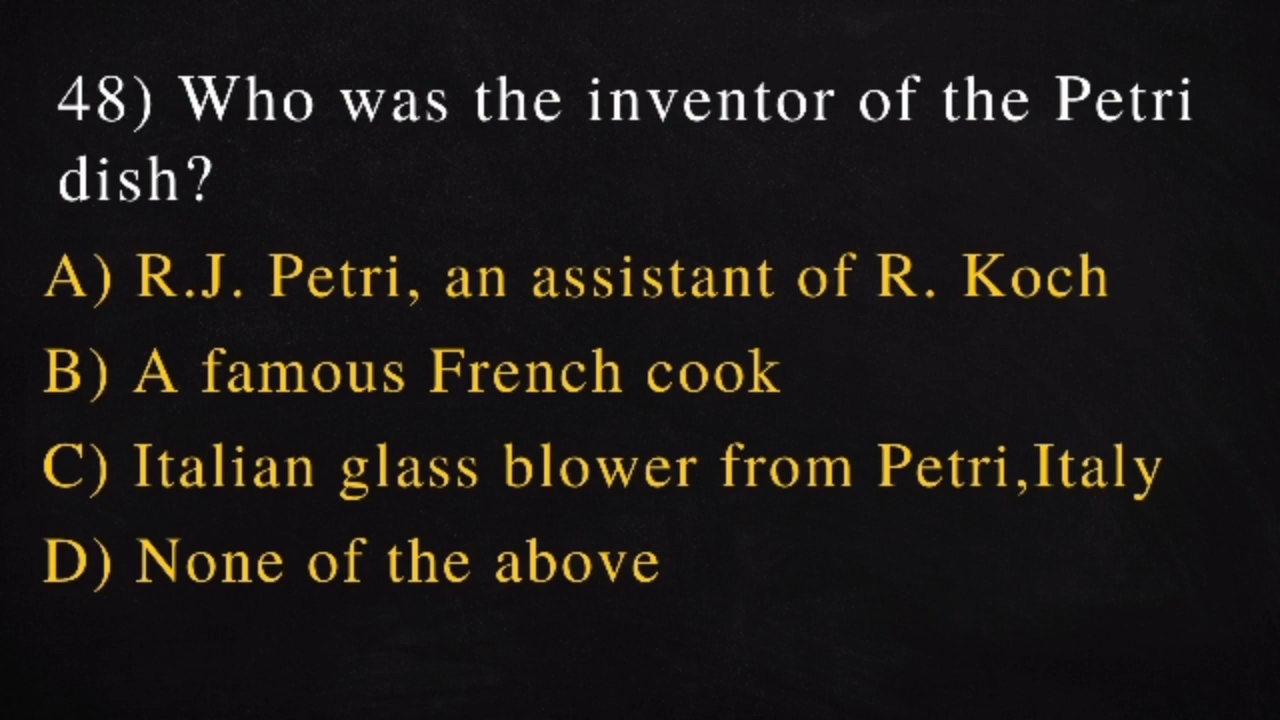 48) Who was the inventor of the Petri
dish?
A) R.J. Petri, an assistant of R. Koch
B) A famous French cook
C) Italian glass blower from Petri,Italy
D) None of the above